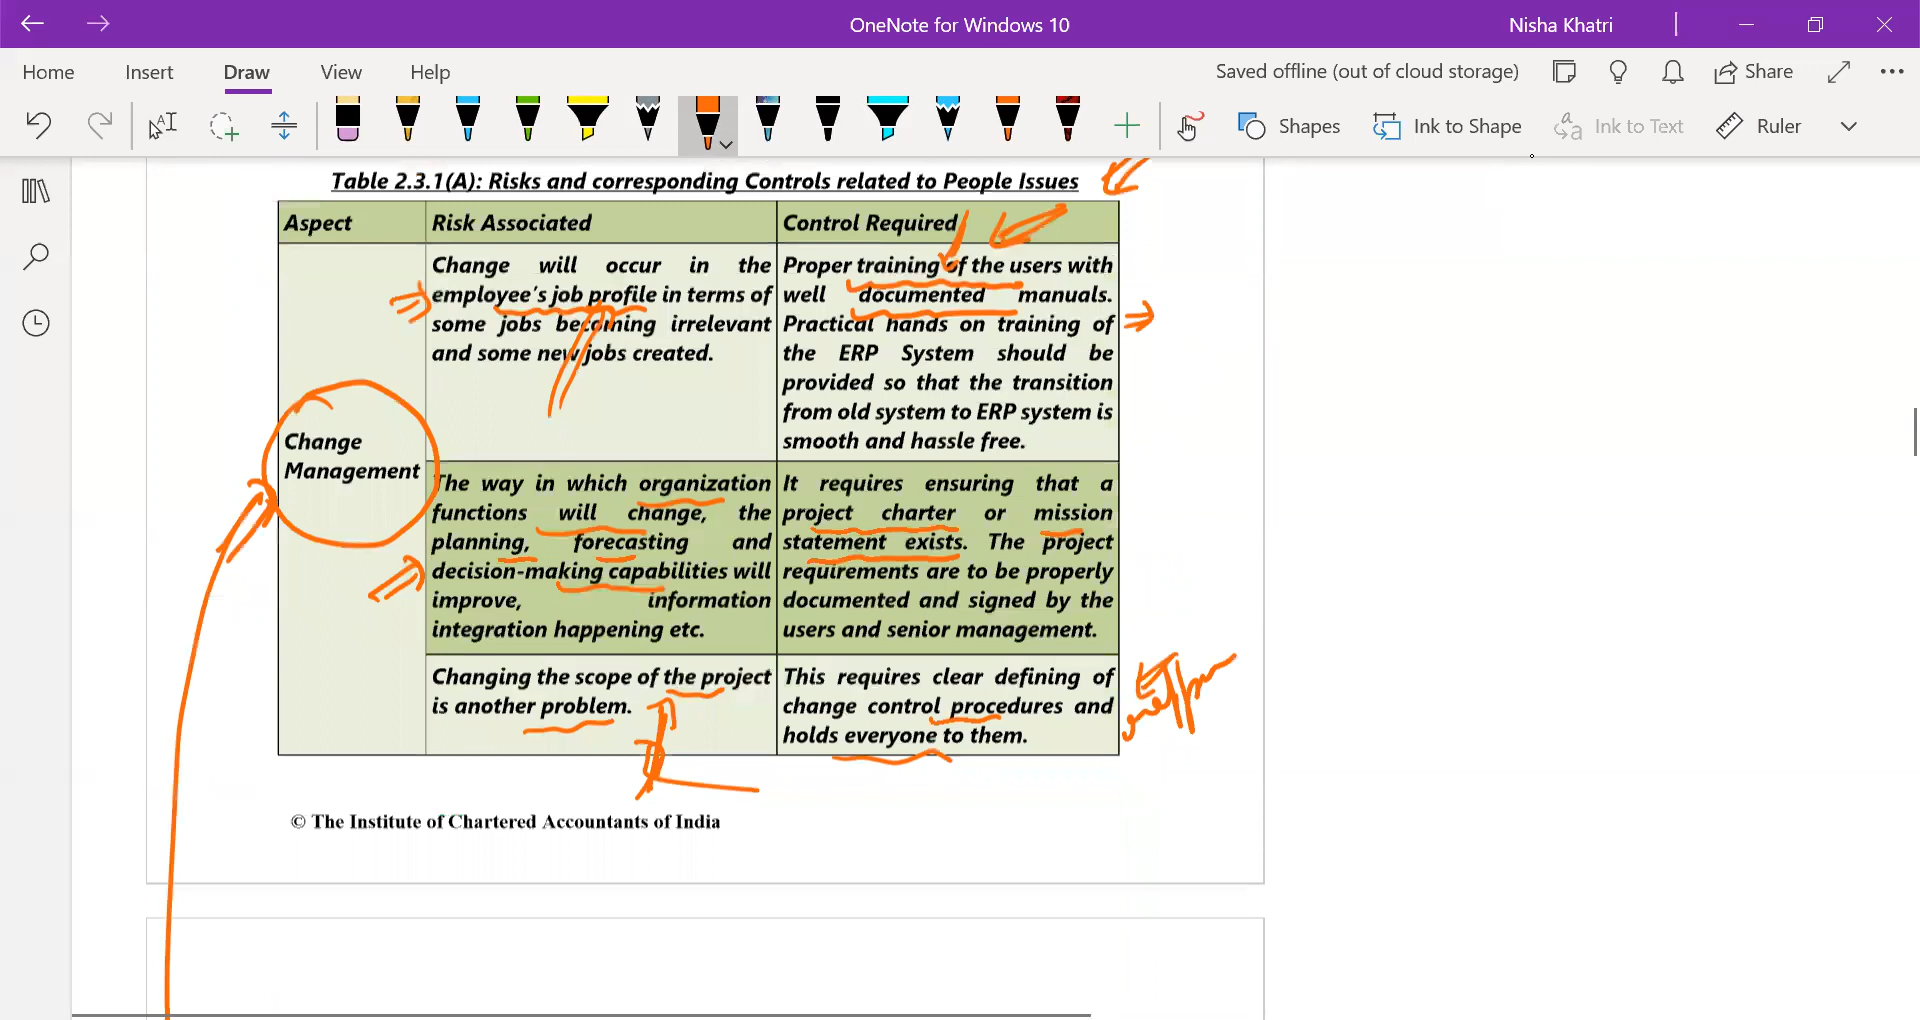 OneNote for Windows 10
Nisha Khatri
Home Insert Draw View Help
Saved offline (out of cloud storage)
Share
Shapes
Ink to Shape
Ink to Text
Ruler
Table 2.3.1(A): Risks and corresponding Controls related to People Issues
Aspect
Risk Associated
Control Required
Change Management
Change will occur in the
employee's job profile in terms of
some jobs becoming irrelevant
and some new jobs created.
Proper training of the users with
well documented manuals.
Practical hands on training of
the ERP System should be
provided so that the transition
from old system to ERP system is
smooth and hassle free.
The way in which organization
functions will change, the
planning, forecasting and
decision-making capabilities will
improve, information
integration happening etc.
It requires ensuring that a
project charter or mission
statement exists. The project
requirements are to be properly
documented and signed by the
users and senior management.
Changing the scope of the project
is another problem.
This requires clear defining of
change control procedures and
holds everyone to them.
© The Institute of Chartered Accountants of India